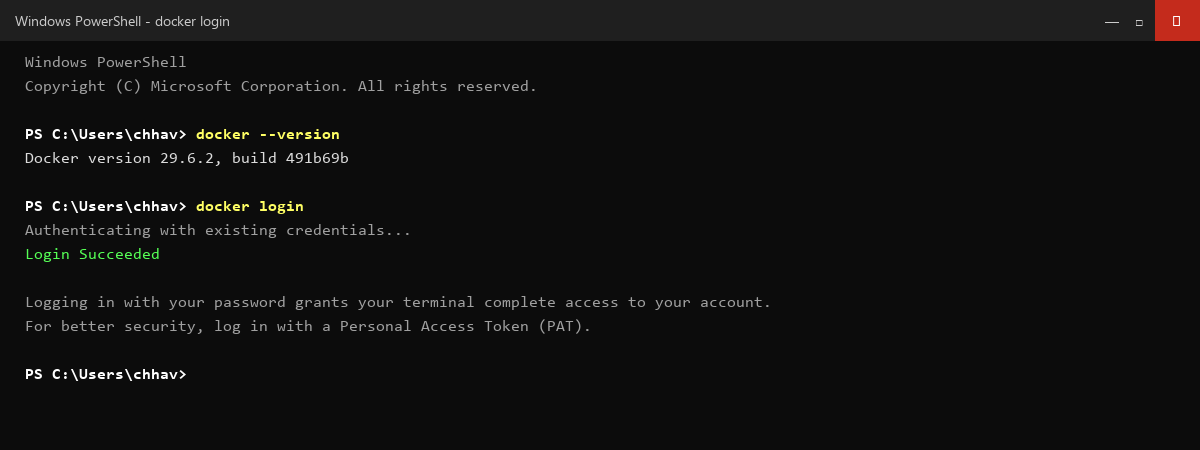 Windows PowerShell - docker login
Windows PowerShell
Copyright (C) Microsoft Corporation. All rights reserved.
PS C:\Users\chhav> docker --version
Docker version 29.6.2, build 491b69b
PS C:\Users\chhav> docker login
Authenticating with existing credentials...
Login Succeeded
Logging in with your password grants your terminal complete access to your account.
For better security, log in with a Personal Access Token (PAT).
PS C:\Users\chhav>